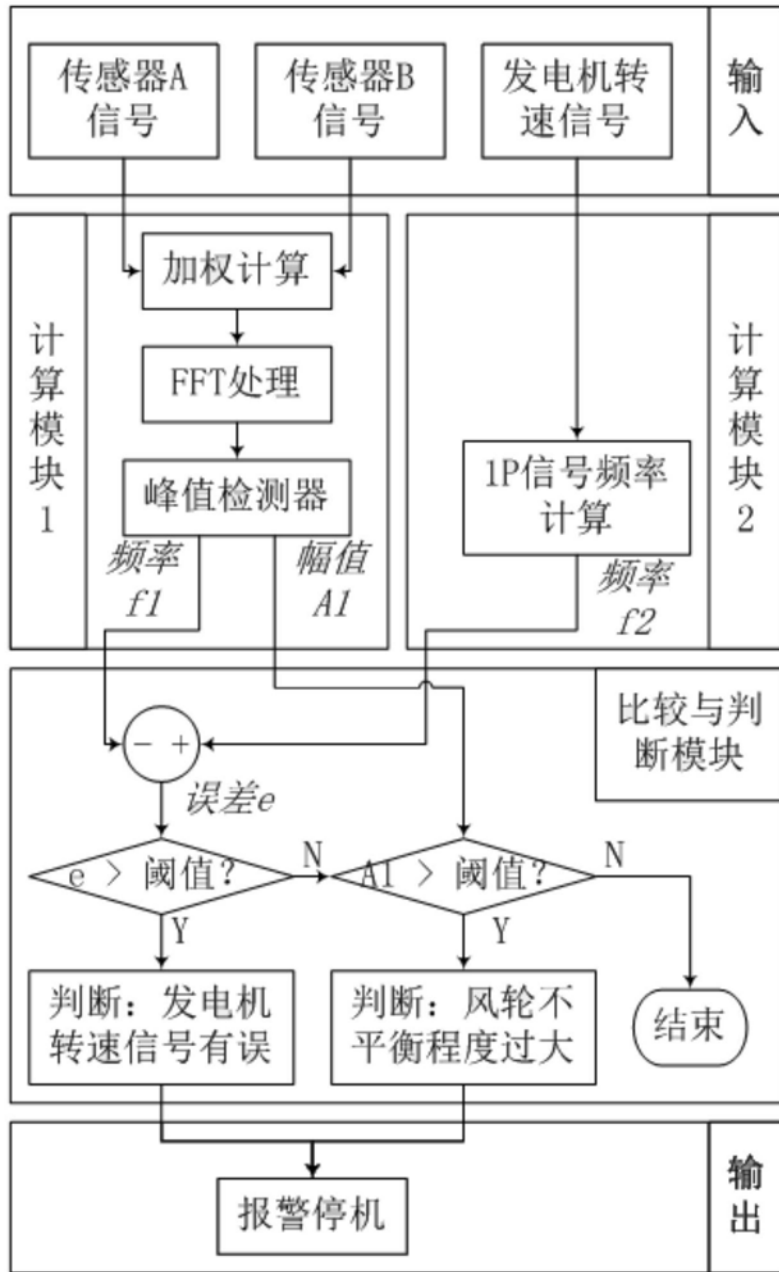 传感器A
信号
传感器B
信号
发电机转
速信号
输
入
计
算
模
块
1
加权计算
FFT处理
峰值检测器
频率
f1
幅值
A1
1P信号频率
计算
频率
f2
计
算
模
块
2
比较与判
断模块
- +
误差e
e > 阈值?
N
A1 > 阈值?
N
Y
Y
判断：发电机
转速信号有误
判断：风轮不
平衡程度过大
结束
报警停机
输
出